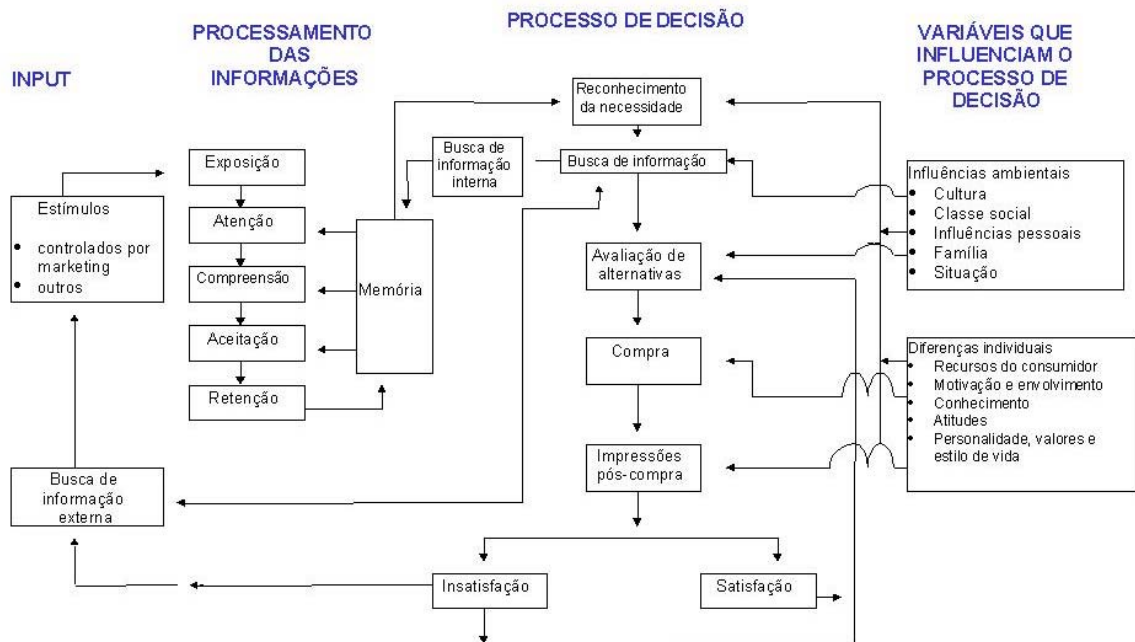 INPUT
PROCESSAMENTO
DAS
INFORMAÇÕES
PROCESSO DE DECISÃO
VARIÁVEIS QUE
INFLUENCIAM O
PROCESSO DE
DECISÃO
Estímulos
• controlados por
marketing
• outros
Busca de
informação
externa
Exposição
Atenção
Compreensão
Aceitação
Retenção
Memória
Busca de
informação
interna
Reconhecimento
da necessidade
Busca de informação
Avaliação de
alternativas
Compra
Impressões
pós-compra
Insatisfação
Satisfação
Influências ambientais
• Cultura
• Classe social
• Influências pessoais
• Família
• Situação
Diferenças individuais
• Recursos do consumidor
• Motivação e envolvimento
• Conhecimento
• Atitudes
• Personalidade, valores e
estilo de vida